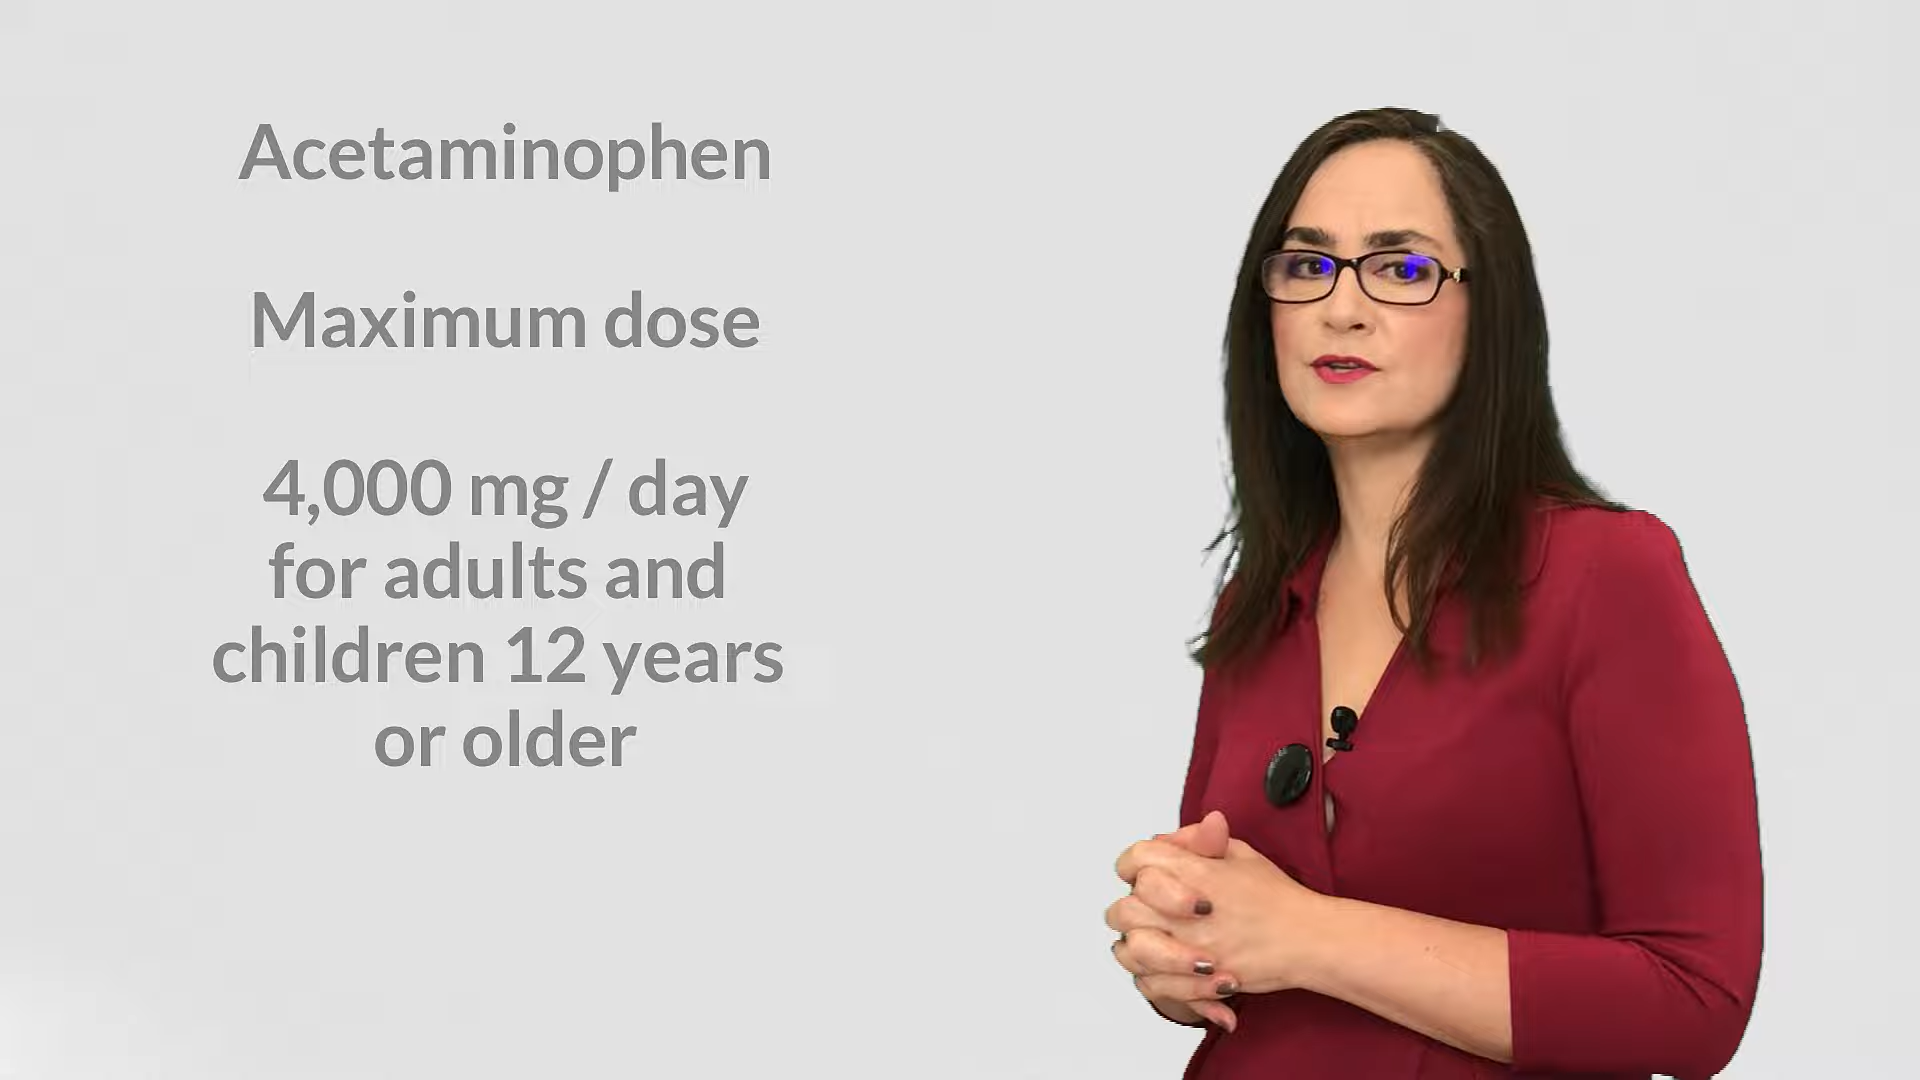 Acetaminophen
Maximum dose
4,000 mg / day
for adults and
children 12 years
or older